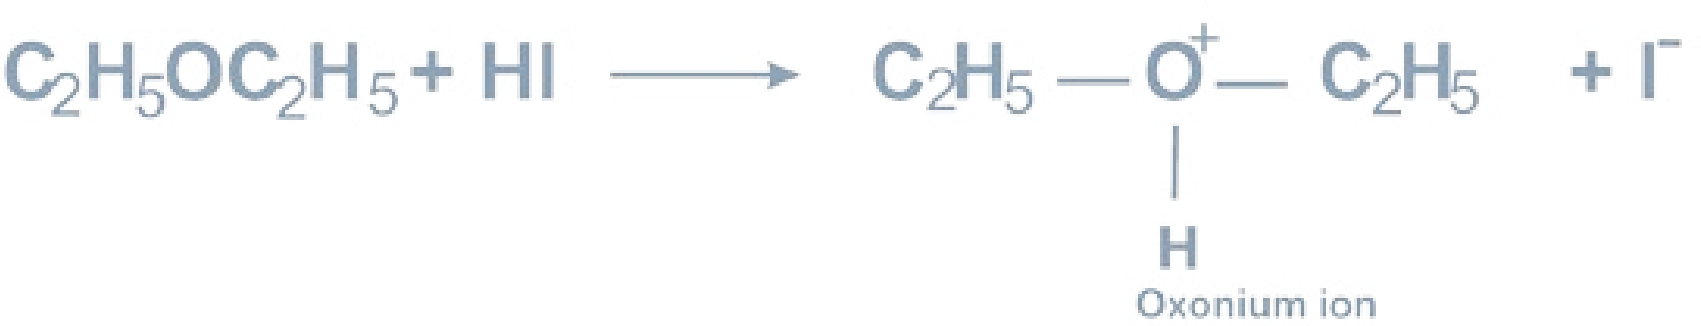 C₂H₅OC₂H₅ + HI ⟶ C₂H₅ — O⁺ — C₂H₅ + I⁻
H
Oxonium ion